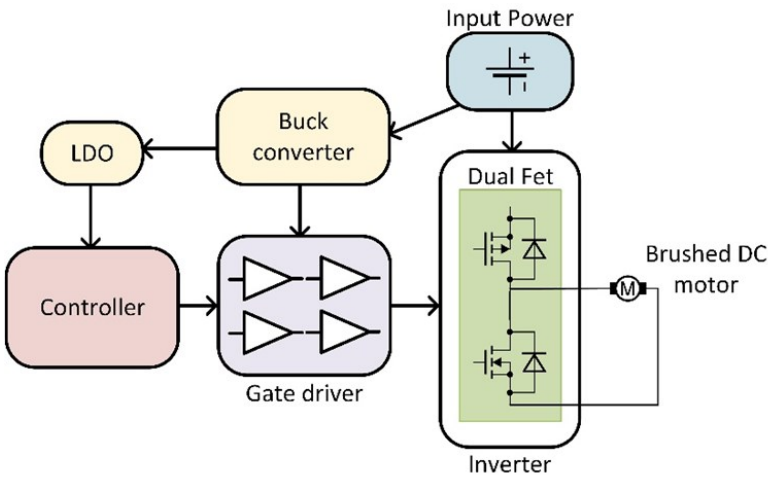 Input Power
+
-
Buck
converter
LDO
Dual Fet
Controller
Brushed DC
motor
M
Gate driver
Inverter